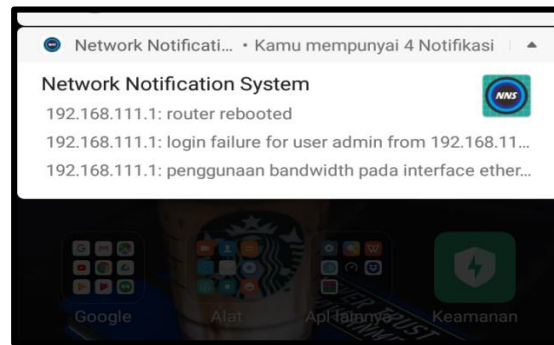 Network Notificati... • Kamu mempunyai 4 Notifikasi
Network Notification System
NNS
192.168.111.1: router rebooted
192.168.111.1: login failure for user admin from 192.168.11...
192.168.111.1: penggunaan bandwidth pada interface ether...
Google
Alat
Apl lainnya
Keamanan